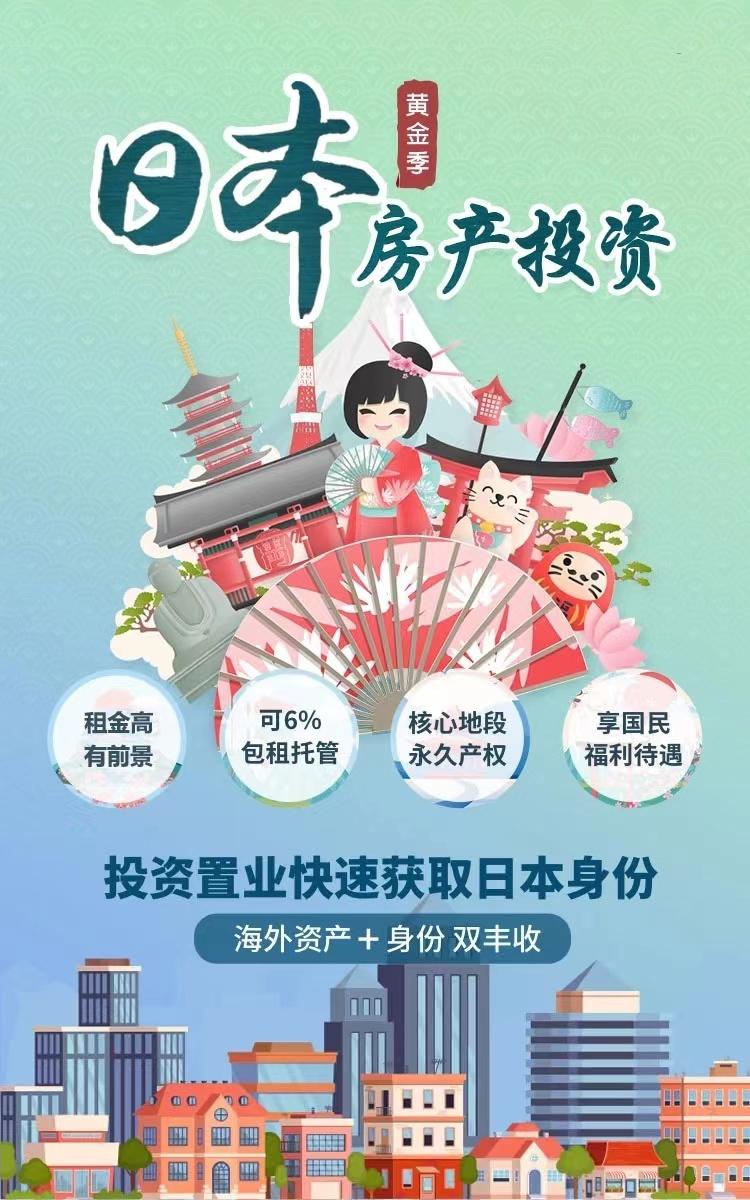 黄金季
日本
房产投资
租金高
有前景
可6%
包租托管
核心地段
永久产权
享国民
福利待遇
投资置业快速获取日本身份
海外资产+身份 双丰收